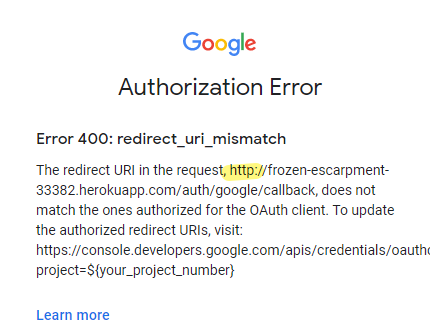 Google
Authorization Error
Error 400: redirect_uri_mismatch
The redirect URI in the request, http://frozen-escarpment-
33382.herokuapp.com/auth/google/callback, does not
match the ones authorized for the OAuth client. To update
the authorized redirect URIs, visit:
https://console.developers.google.com/apis/credentials/oauthc
project=${your_project_number}
Learn more